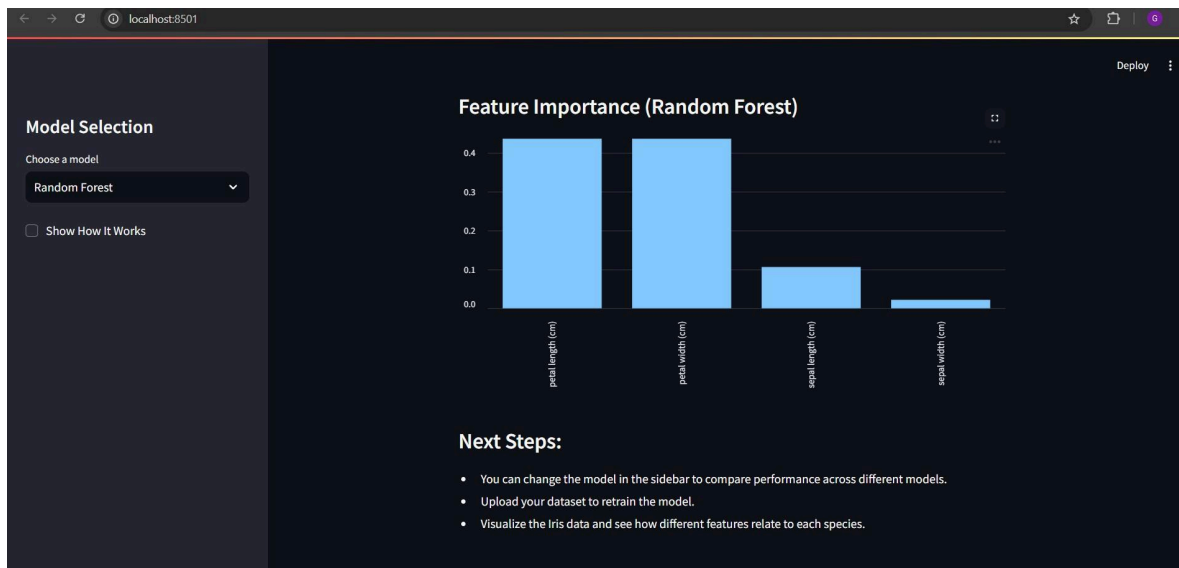 localhost:8501
G
Deploy
Model Selection
Choose a model
Random Forest
Show How It Works
Feature Importance (Random Forest)
0.4
0.3
0.2
0.1
0.0
petal length (cm)
petal width (cm)
sepal length (cm)
sepal width (cm)
Next Steps:
• You can change the model in the sidebar to compare performance across different models.
• Upload your dataset to retrain the model.
• Visualize the Iris data and see how different features relate to each species.